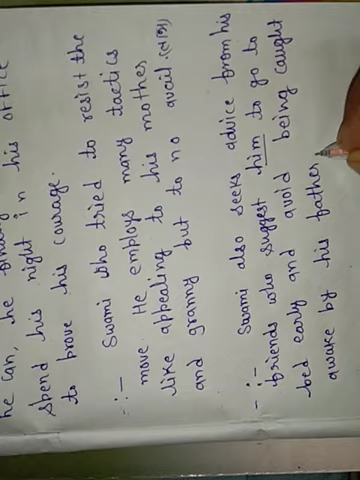 he can, he
night in his office
spend his
to prove his courage.
-:- Swami who tried to resist the
move. He employs many tactics
like appealing to his mother
and granny but to no avail.
-:- Swami also seeks advice from his
friends who suggest him to go to
bed early and avoid being caught
awake by his father